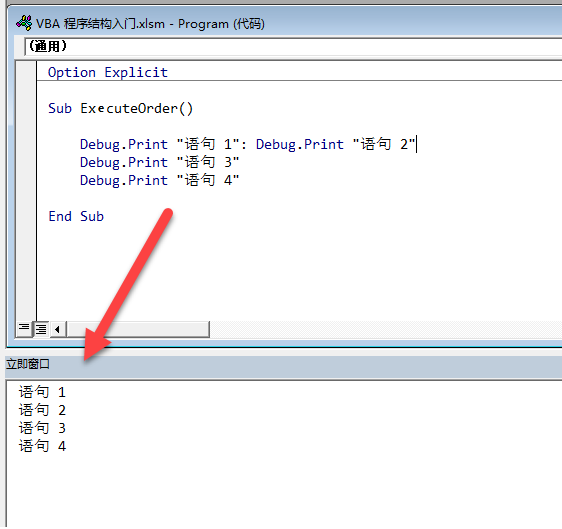 VBA 程序结构入门.xlsm - Program (代码)
(通用)
Option Explicit
Sub ExecuteOrder()
Debug.Print "语句 1": Debug.Print "语句 2"
Debug.Print "语句 3"
Debug.Print "语句 4"
End Sub
立即窗口
语句 1
语句 2
语句 3
语句 4